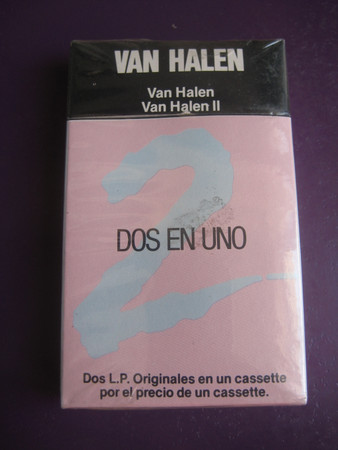 VAN HALEN
Van Halen
Van Halen II
2
DOS EN UNO
Dos L.P. Originales en un cassette
por el precio de un cassette.